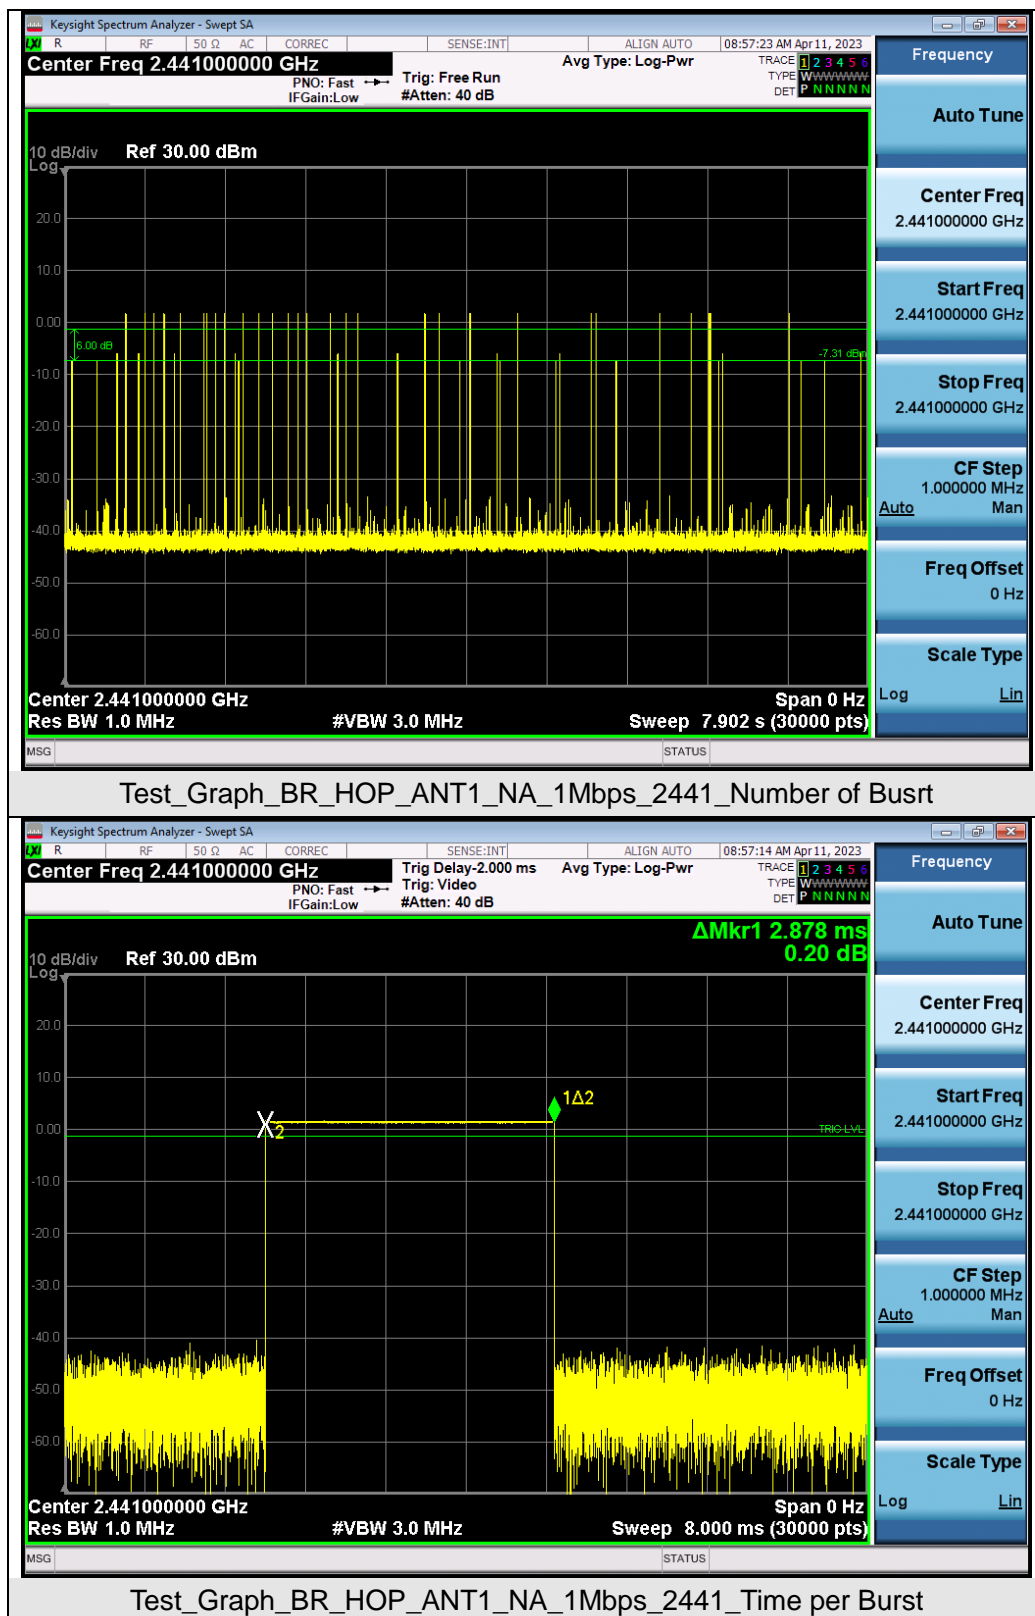 Keysight Spectrum Analyzer - Swept SA
LXI R RF 50 Ω AC CORREC SENSE:INT ALIGN AUTO 08:57:23 AM Apr 11, 2023
Center Freq 2.441000000 GHz Avg Type: Log-Pwr TRACE 1 2 3 4 5 6
PNO: Fast Trig: Free Run TYPE WWWWWW
IFGain:Low #Atten: 40 dB DET P N N N N N
Frequency
Auto Tune
10 dB/div Ref 30.00 dBm
Log
20.0
10.0
0.00
6.00 dB
-7.31 dBm
-10.0
-20.0
-30.0
-40.0
-50.0
-60.0
Center Freq
2.441000000 GHz
Start Freq
2.441000000 GHz
Stop Freq
2.441000000 GHz
CF Step
1.000000 MHz
Auto Man
Freq Offset
0 Hz
Scale Type
Log Lin
Center 2.441000000 GHz Span 0 Hz
Res BW 1.0 MHz #VBW 3.0 MHz Sweep 7.902 s (30000 pts)
MSG STATUS
Test_Graph_BR_HOP_ANT1_NA_1Mbps_2441_Number of Busrt
Keysight Spectrum Analyzer - Swept SA
LXI R RF 50 Ω AC CORREC SENSE:INT ALIGN AUTO 08:57:14 AM Apr 11, 2023
Center Freq 2.441000000 GHz Trig Delay-2.000 ms Avg Type: Log-Pwr TRACE 1 2 3 4 5 6
PNO: Fast Trig: Video TYPE WWWWWW
IFGain:Low #Atten: 40 dB DET P N N N N N
Frequency
Auto Tune
ΔMkr1 2.878 ms
0.20 dB
10 dB/div Ref 30.00 dBm
Log
20.0
10.0
1Δ2
0.00
2
TRIG LVL
-10.0
-20.0
-30.0
-40.0
-50.0
-60.0
Center Freq
2.441000000 GHz
Start Freq
2.441000000 GHz
Stop Freq
2.441000000 GHz
CF Step
1.000000 MHz
Auto Man
Freq Offset
0 Hz
Scale Type
Log Lin
Center 2.441000000 GHz Span 0 Hz
Res BW 1.0 MHz #VBW 3.0 MHz Sweep 8.000 ms (30000 pts)
MSG STATUS
Test_Graph_BR_HOP_ANT1_NA_1Mbps_2441_Time per Burst